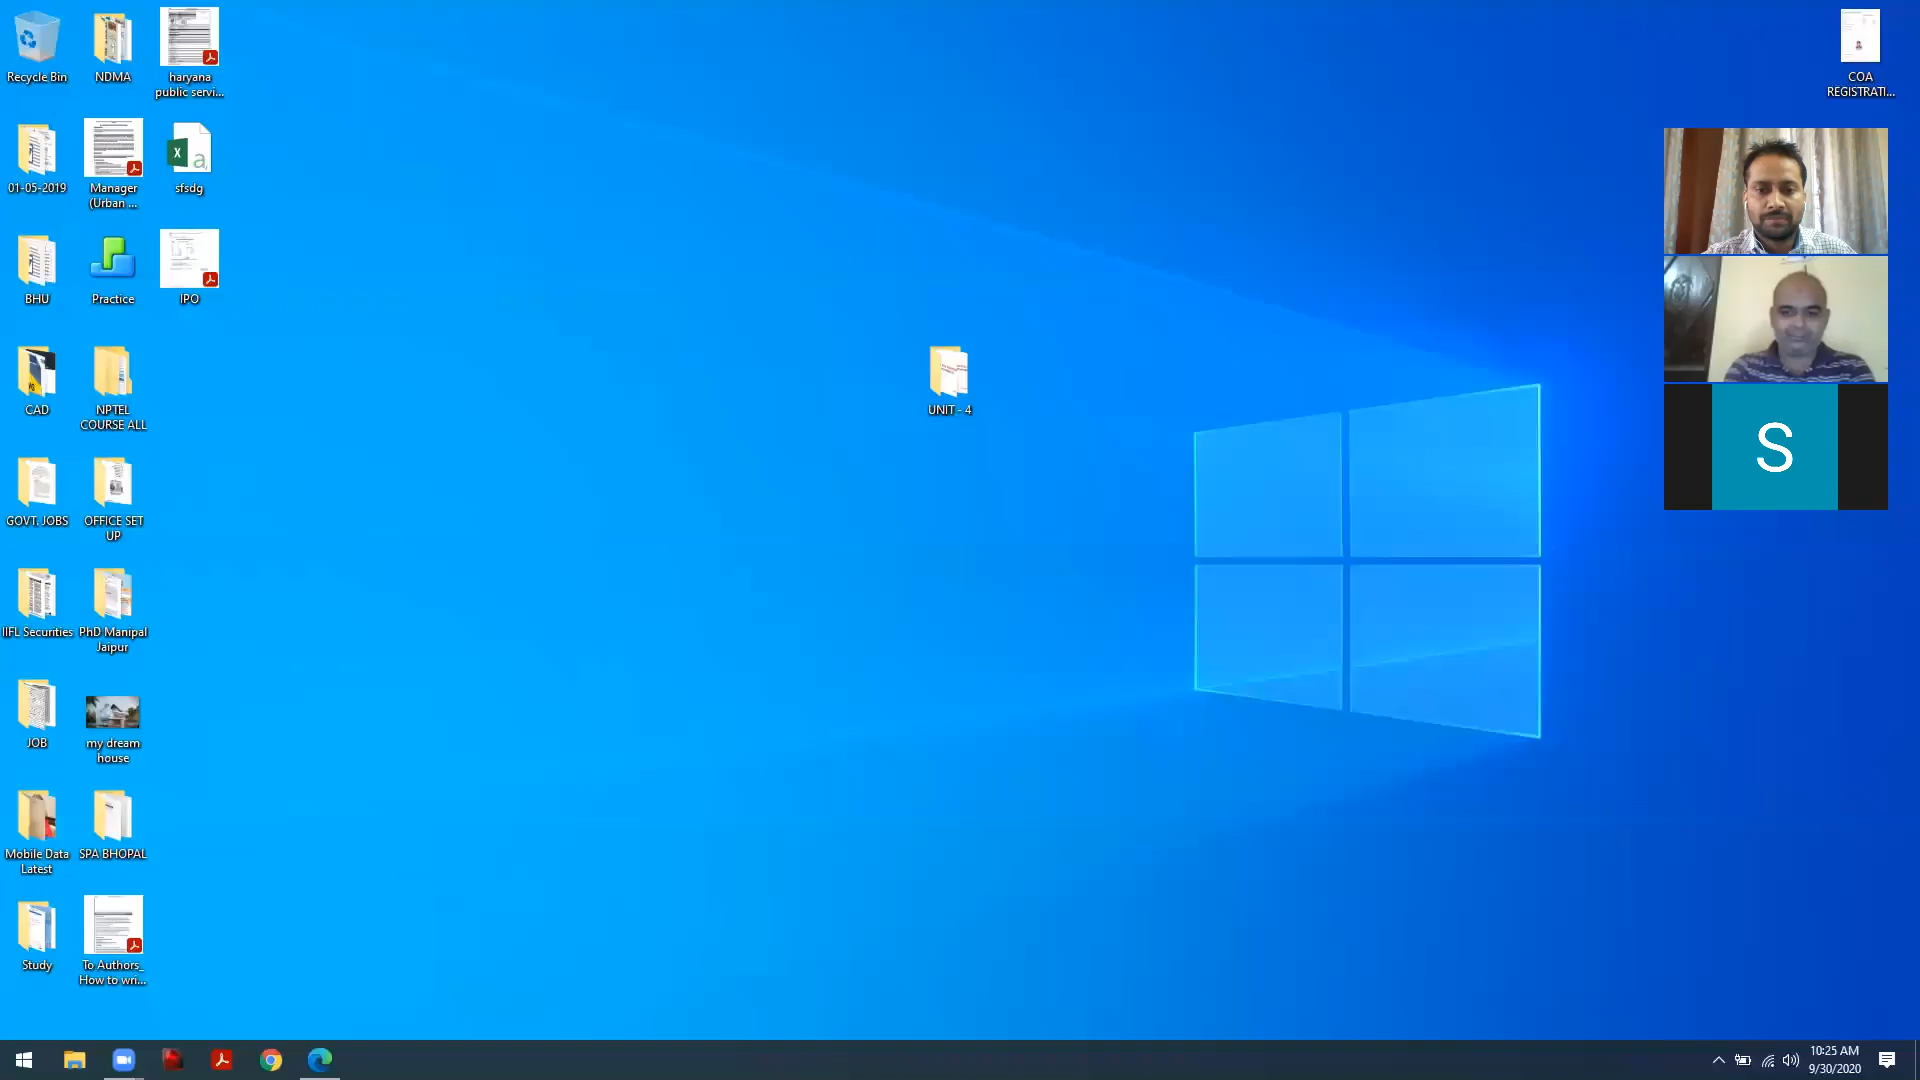 Recycle Bin
NDMA
haryana
public servi...
COA
REGISTRATI...
01-05-2019
Manager
(Urban ...
sfsdg
BHU
Practice
IPO
CAD
NPTEL
COURSE ALL
UNIT - 4
S
GOVT. JOBS
OFFICE SET
UP
IIFL Securities
PhD Manipal
Jaipur
JOB
my dream
house
Mobile Data
Latest
SPA BHOPAL
Study
To Authors_
How to wri...
10:25 AM
9/30/2020